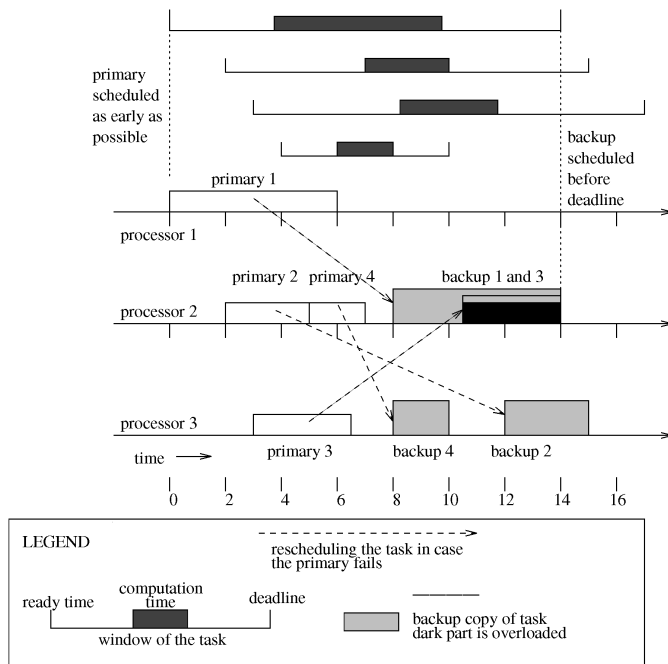 primary
scheduled
as early as
possible
backup
scheduled
before
deadline
primary 1
processor 1
primary 2 primary 4 backup 1 and 3
processor 2
processor 3
time primary 3 backup 4 backup 2
0 2 4 6 8 10 12 14 16
LEGEND
rescheduling the task in case
the primary fails
computation
time
ready time
deadline
window of the task
backup copy of task
dark part is overloaded